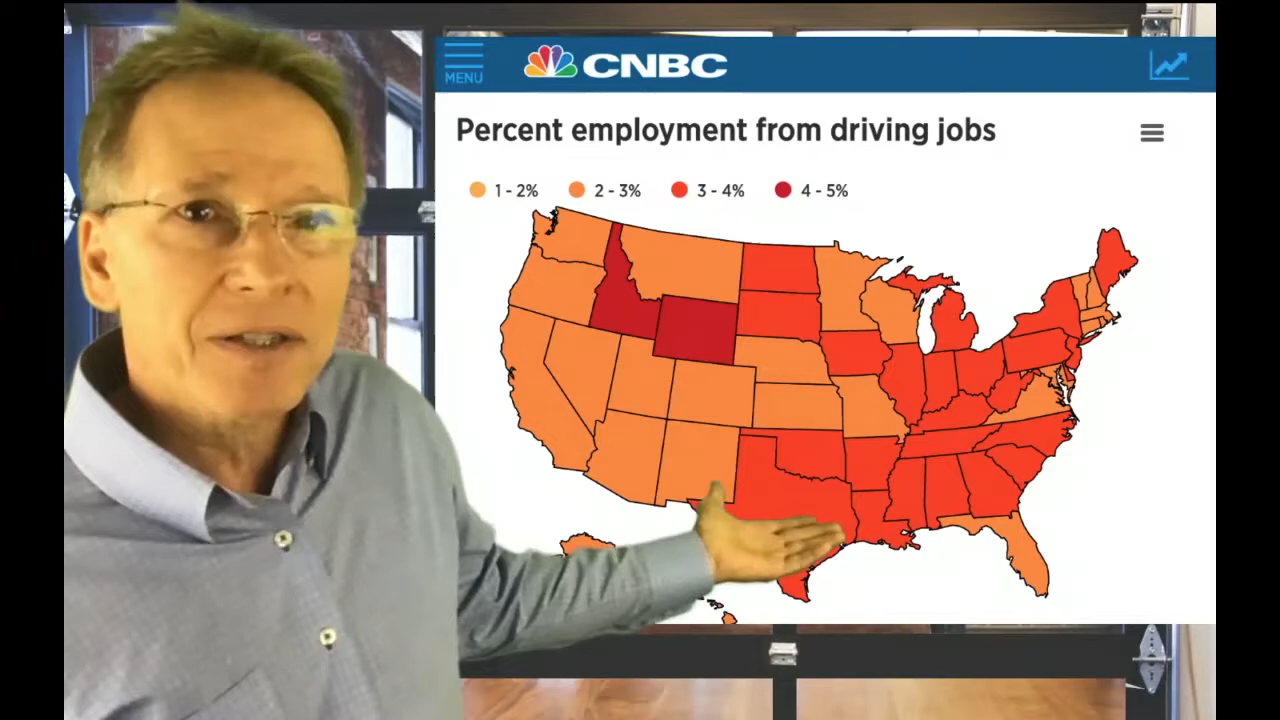 MENU
CNBC
Percent employment from driving jobs
1 - 2%
2 - 3%
3 - 4%
4 - 5%